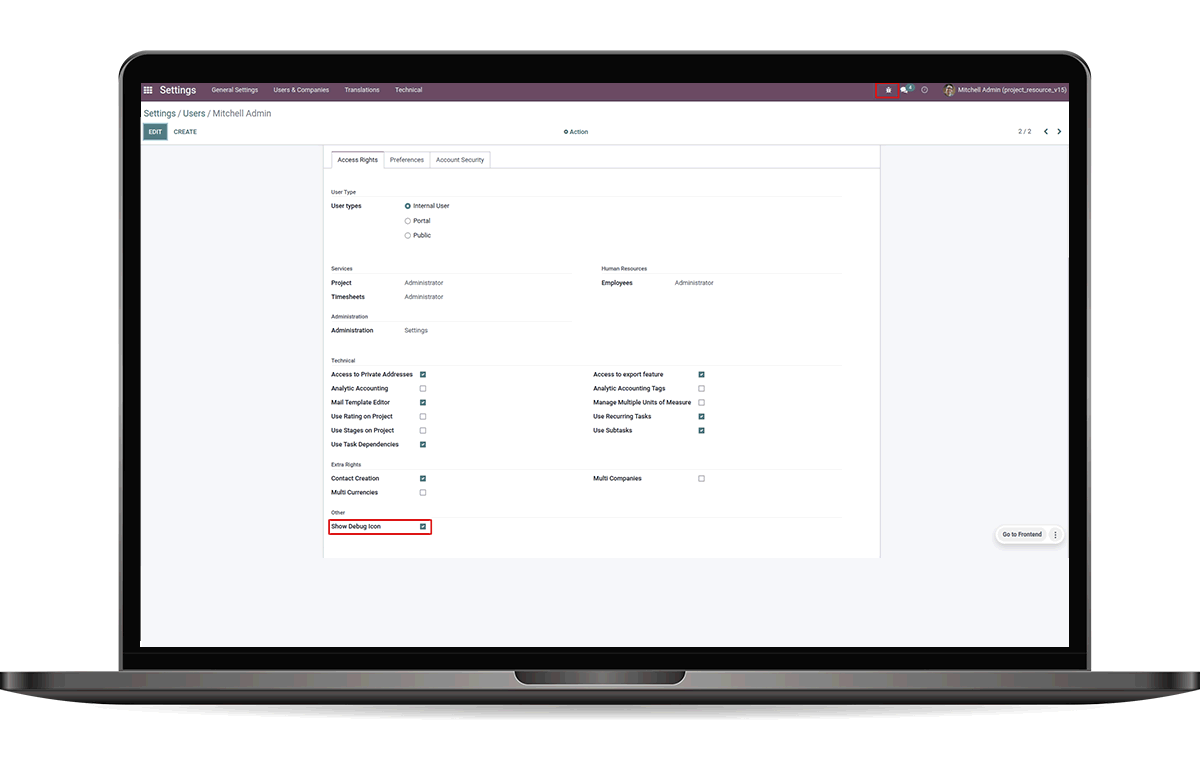 Settings General Settings Users & Companies Translations Technical 4 Mitchell Admin (project_resource_v15)
Settings / Users / Mitchell Admin
EDIT CREATE Action 2 / 2
Access Rights Preferences Account Security
User Type
User types Internal User
Portal
Public
Services Human Resources
Project Administrator Employees Administrator
Timesheets Administrator
Administration
Administration Settings
Technical
Access to Private Addresses Access to export feature
Analytic Accounting Analytic Accounting Tags
Mail Template Editor Manage Multiple Units of Measure
Use Rating on Project Use Recurring Tasks
Use Stages on Project Use Subtasks
Use Task Dependencies
Extra Rights
Contact Creation Multi Companies
Multi Currencies
Other
Show Debug Icon
Go to Frontend